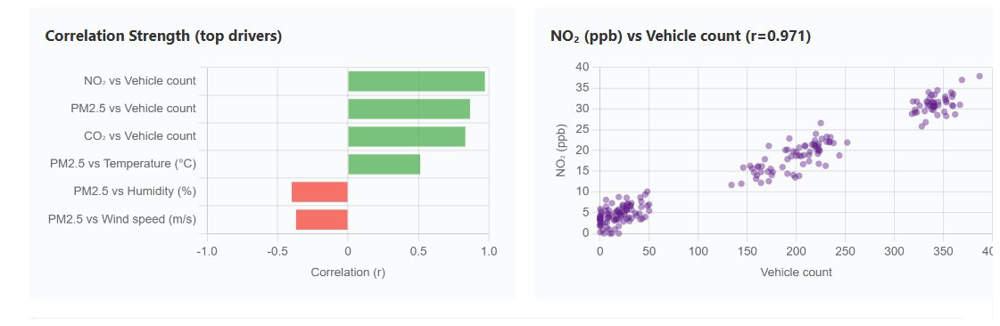 Correlation Strength (top drivers)
NO₂ vs Vehicle count
PM2.5 vs Vehicle count
CO₂ vs Vehicle count
PM2.5 vs Temperature (°C)
PM2.5 vs Humidity (%)
PM2.5 vs Wind speed (m/s)
-1.0 -0.5 0 0.5 1.0
Correlation (r)
NO₂ (ppb) vs Vehicle count (r=0.971)
NO₂ (ppb)
40
35
30
25
20
15
10
5
0
0 50 100 150 200 250 300 350 40
Vehicle count